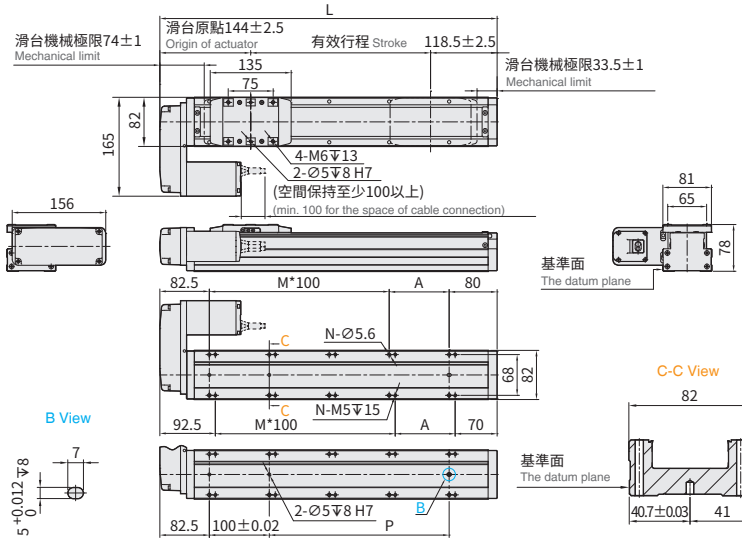 L
滑台原點144±2.5
Origin of actuator
有效行程 Stroke
118.5±2.5
滑台機械極限74±1
Mechanical limit
滑台機械極限33.5±1
Mechanical limit
135
75
165
82
4-M6↧13
2-∅5↧8 H7
(空間保持至少100以上)
(min. 100 for the space of cable connection)
156
81
65
78
基準面
The datum plane
82.5
M*100
A
80
C
N-∅5.6
68
82
C
N-M5↧15
92.5
M*100
A
70
C-C View
82
40.7±0.03
41
B View
7
5 +0.012 ↧8
0
基準面
The datum plane
2-∅5↧8 H7
B
82.5
100±0.02
P